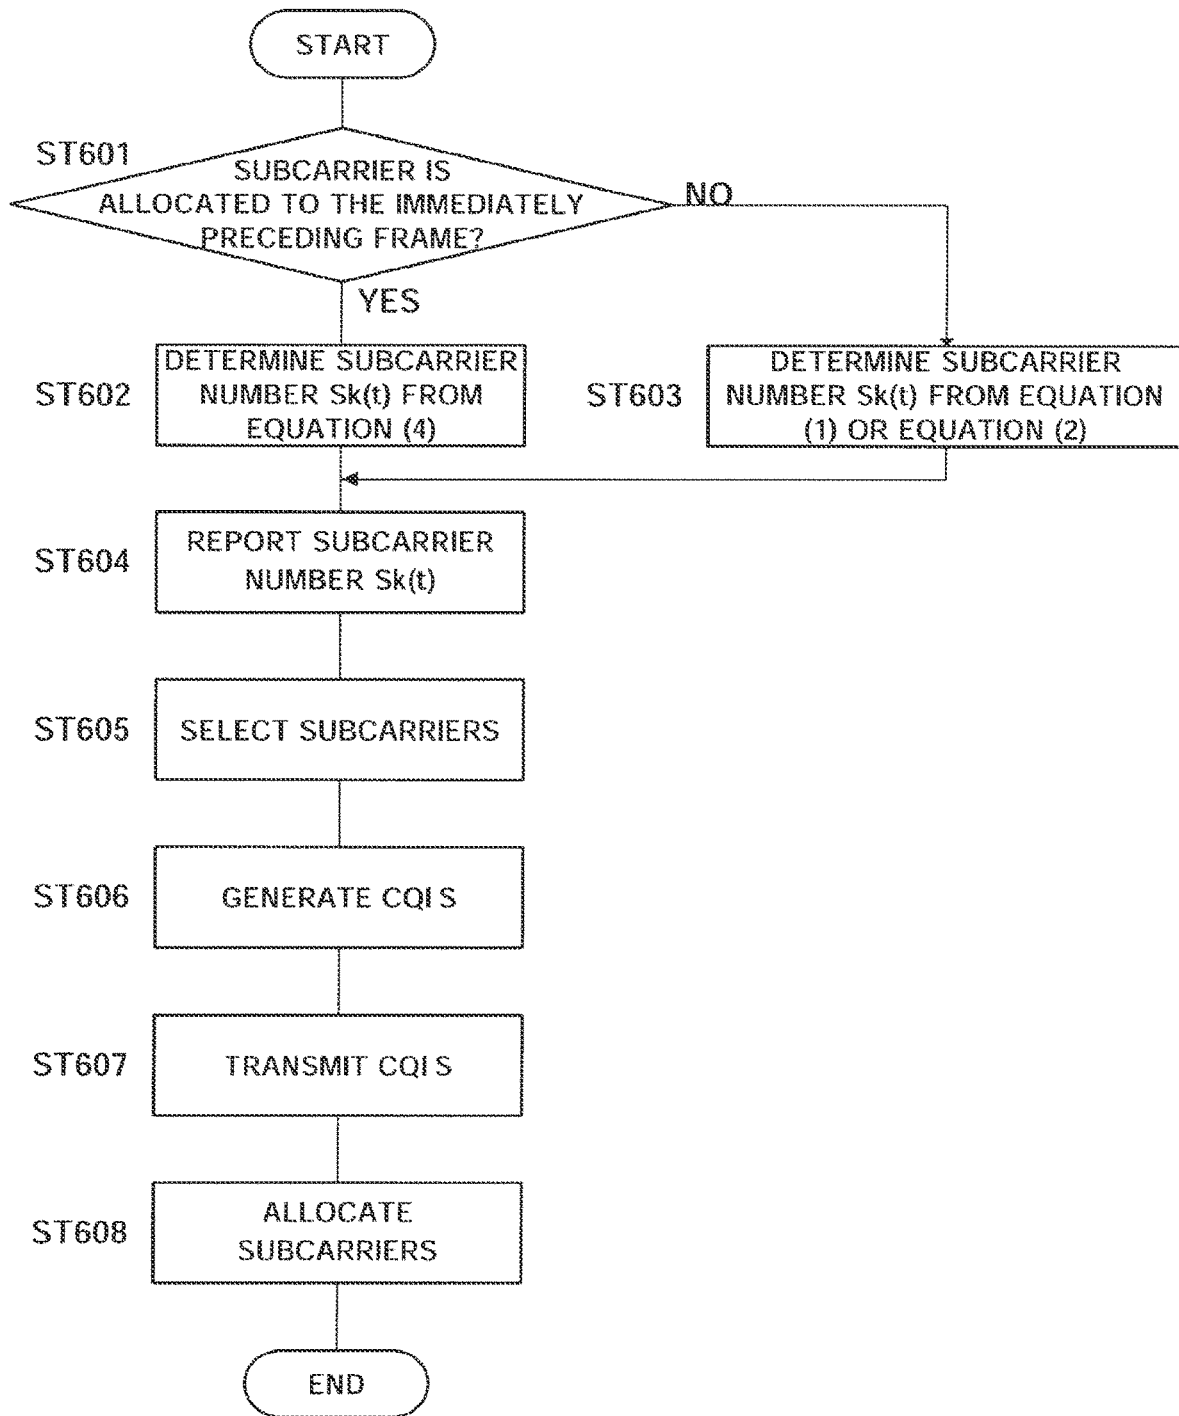 START
ST601
SUBCARRIER IS
ALLOCATED TO THE IMMEDIATELY
PRECEDING FRAME?
NO
YES
ST602
DETERMINE SUBCARRIER
NUMBER Sk(t) FROM
EQUATION (4)
ST603
DETERMINE SUBCARRIER
NUMBER Sk(t) FROM EQUATION
(1) OR EQUATION (2)
ST604
REPORT SUBCARRIER
NUMBER Sk(t)
ST605
SELECT SUBCARRIERS
ST606
GENERATE CQIS
ST607
TRANSMIT CQIS
ST608
ALLOCATE
SUBCARRIERS
END